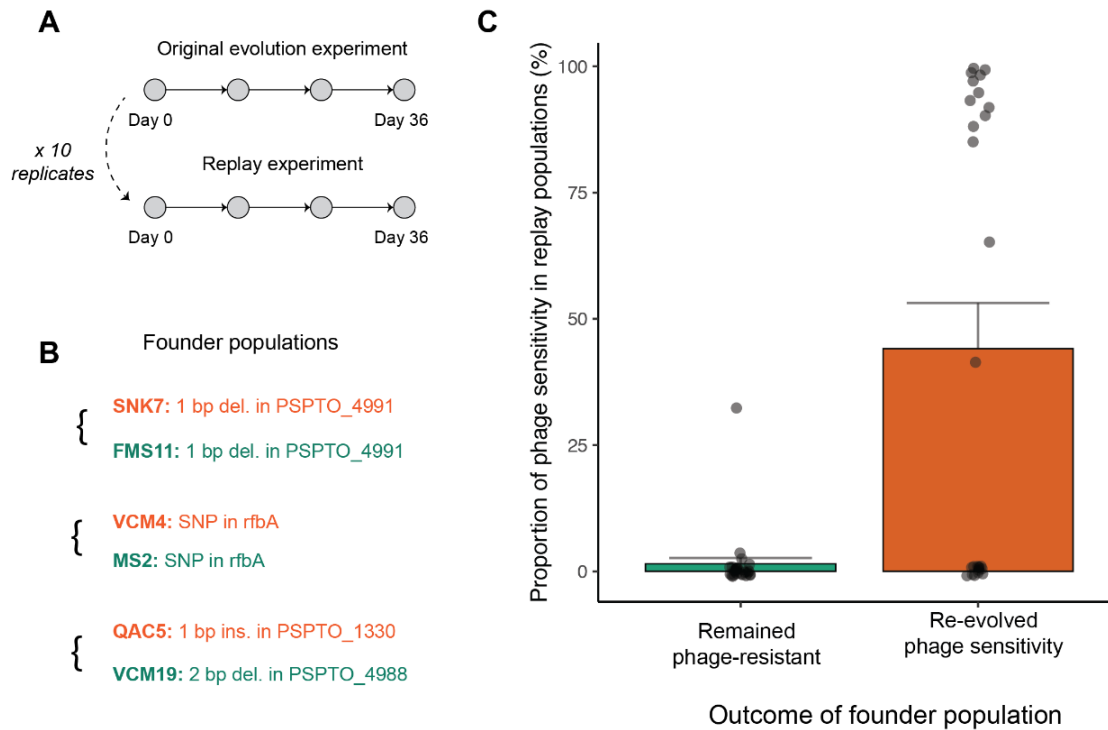 A
Original evolution experiment
Day 0
Day 36
x 10
replicates
Replay experiment
Day 0
Day 36
B
Founder populations
{
SNK7: 1 bp del. in PSPTO_4991
FMS11: 1 bp del. in PSPTO_4991
{
VCM4: SNP in rfbA
MS2: SNP in rfbA
{
QAC5: 1 bp ins. in PSPTO_1330
VCM19: 2 bp del. in PSPTO_4988
C
Proportion of phage sensitivity in replay populations (%)
100
75
50
25
0
Remained
phage-resistant
Re-evolved
phage sensitivity
Outcome of founder population